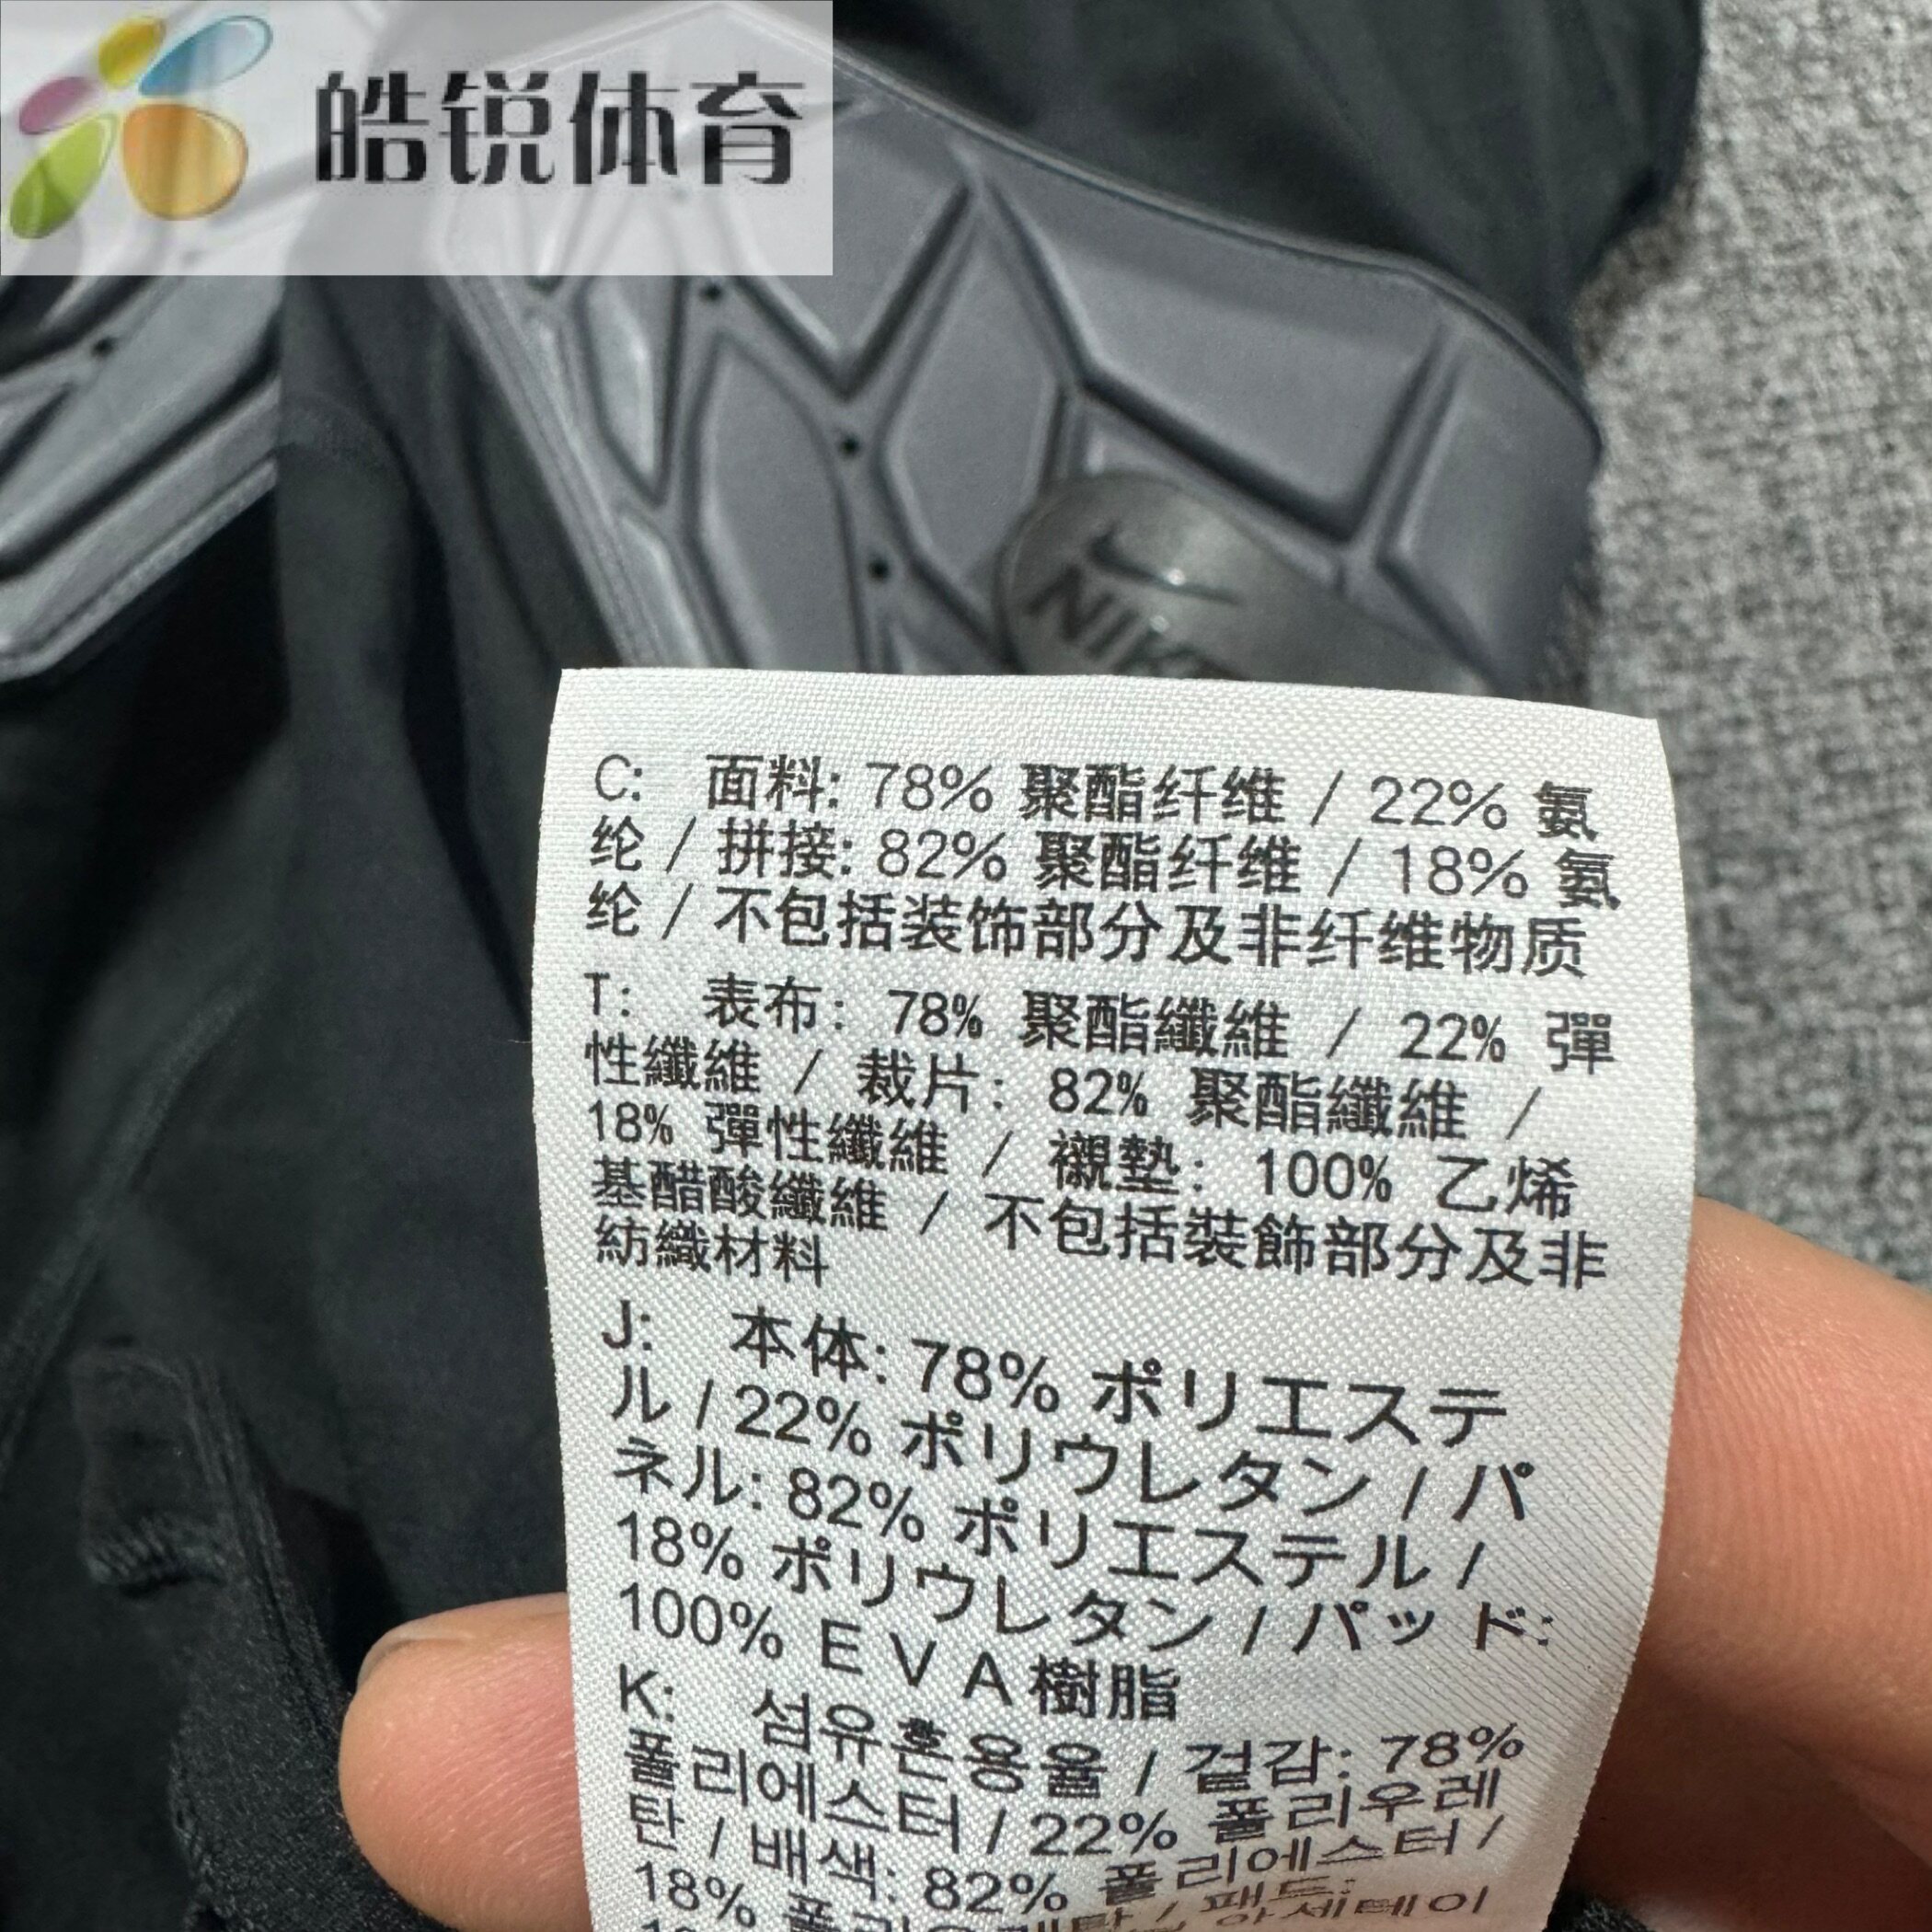 皓锐体育
NIKE
C: 面料: 78% 聚酯纤维 / 22% 氨
纶 / 拼接: 82% 聚酯纤维 / 18% 氨
纶 / 不包括装饰部分及非纤维物质
T: 表布: 78% 聚酯纖維 / 22% 彈
性纖維 / 裁片: 82% 聚酯纖維 /
18% 彈性纖維 / 襯墊: 100% 乙烯
基醋酸纖維 / 不包括裝飾部分及非
紡織材料
J: 本体: 78% ポリエステ
ル / 22% ポリウレタン / パ
ネル: 82% ポリエステル /
18% ポリウレタン / パッド:
100% EVA樹脂
K: 섬유혼용율 / 겉감: 78%
폴리에스터 / 22% 폴리우레
탄 / 배색: 82% 폴리에스터 /
18% 폴리우레탄 / 패드: